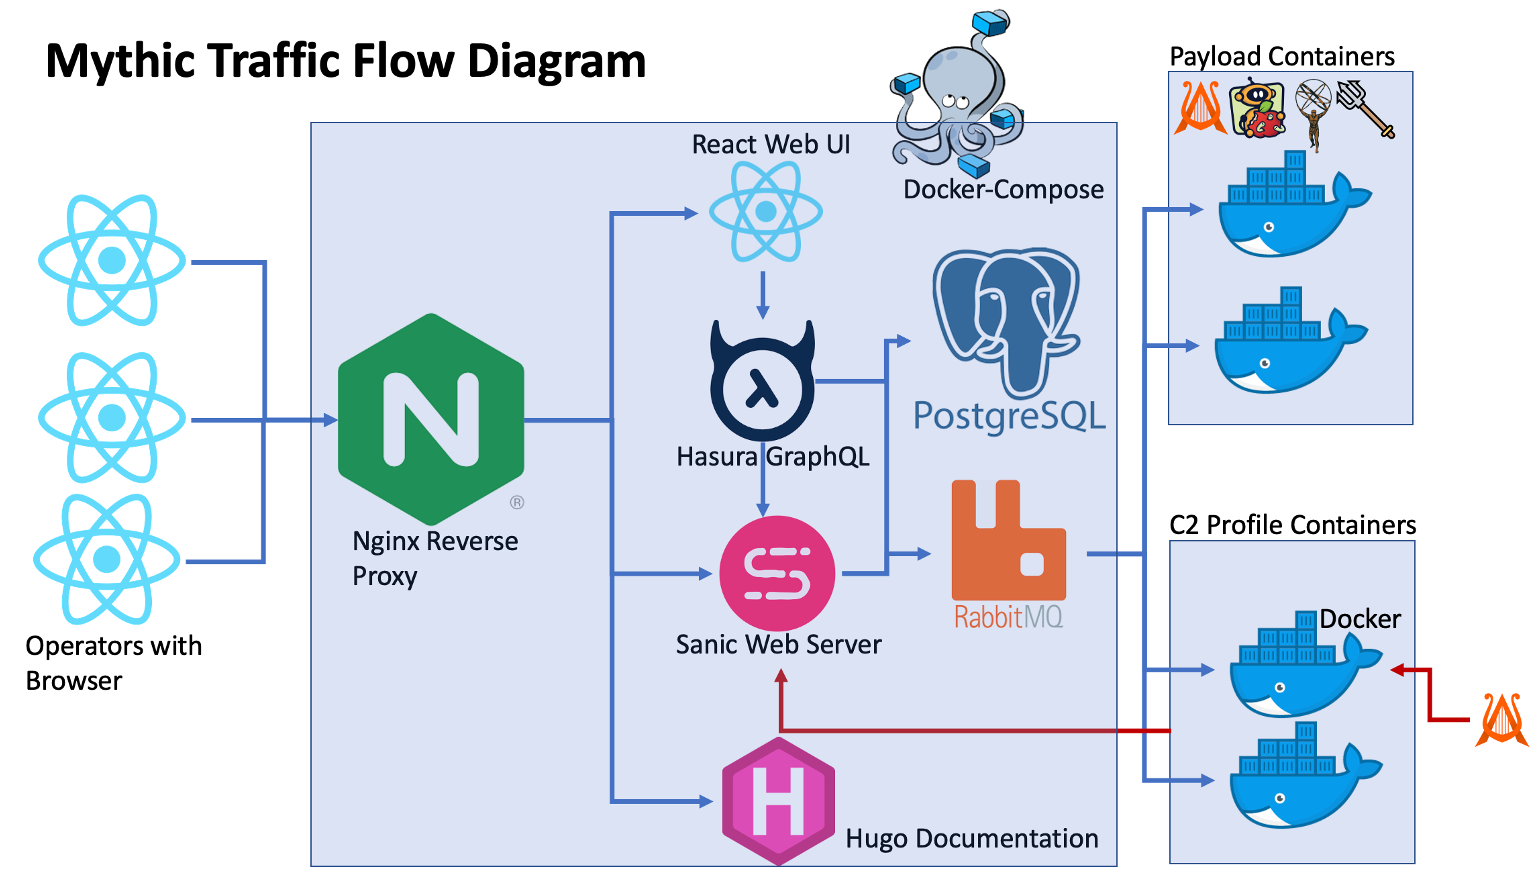 Mythic Traffic Flow Diagram
Payload Containers
React Web UI
Docker-Compose
PostgreSQL
Hasura GraphQL
N
®
Nginx Reverse
Proxy
C2 Profile Containers
RabbitMQ
Docker
Sanic Web Server
Operators with
Browser
H
Hugo Documentation